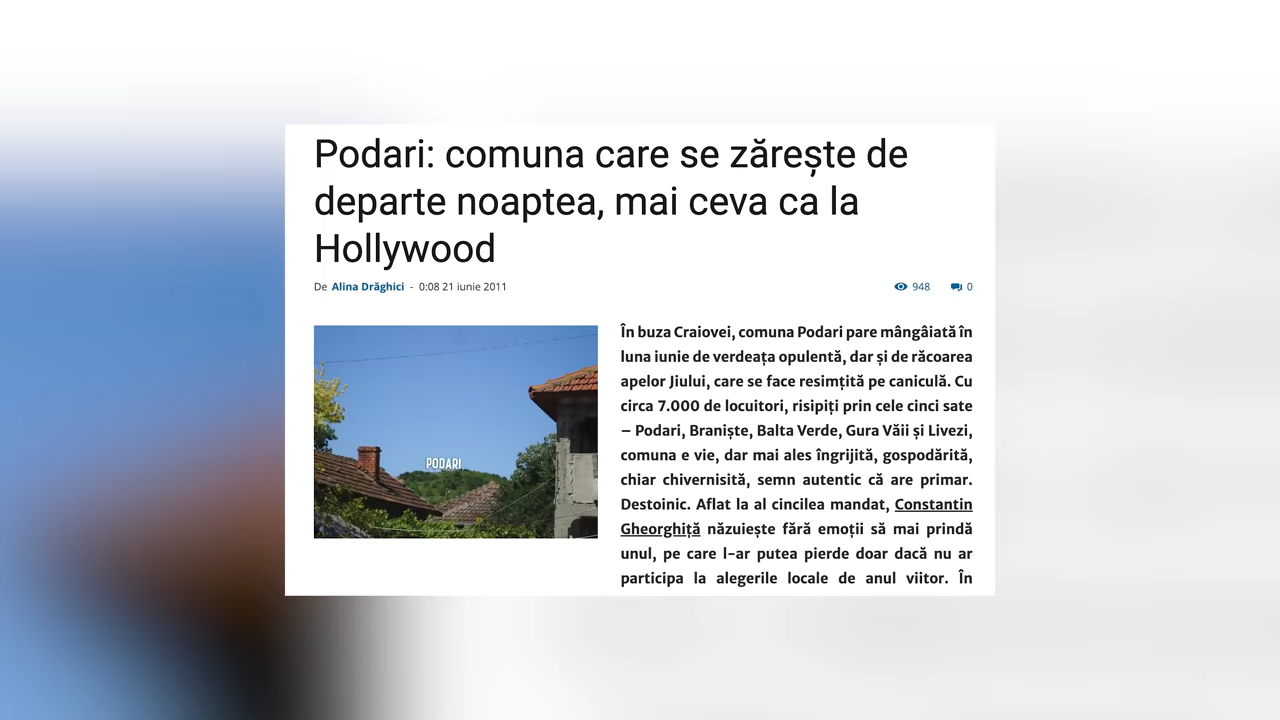 Podari: comuna care se zărește de
departe noaptea, mai ceva ca la
Hollywood
De Alina Drăghici - 0:08 21 iunie 2011
948
0
PODARI
În buza Craiovei, comuna Podari pare mângâiată în
luna iunie de verdeața opulentă, dar și de răcoarea
apelor Jiului, care se face resimțită pe caniculă. Cu
circa 7.000 de locuitori, risipiți prin cele cinci sate
– Podari, Braniște, Balta Verde, Gura Văii și Livezi,
comuna e vie, dar mai ales îngrijită, gospodărită,
chiar chivernisită, semn autentic că are primar.
Destoinic. Aflat la al cincilea mandat, Constantin
Gheorghiță năzuiește fără emoții să mai prindă
unul, pe care l-ar putea pierde doar dacă nu ar
participa la alegerile locale de anul viitor. În